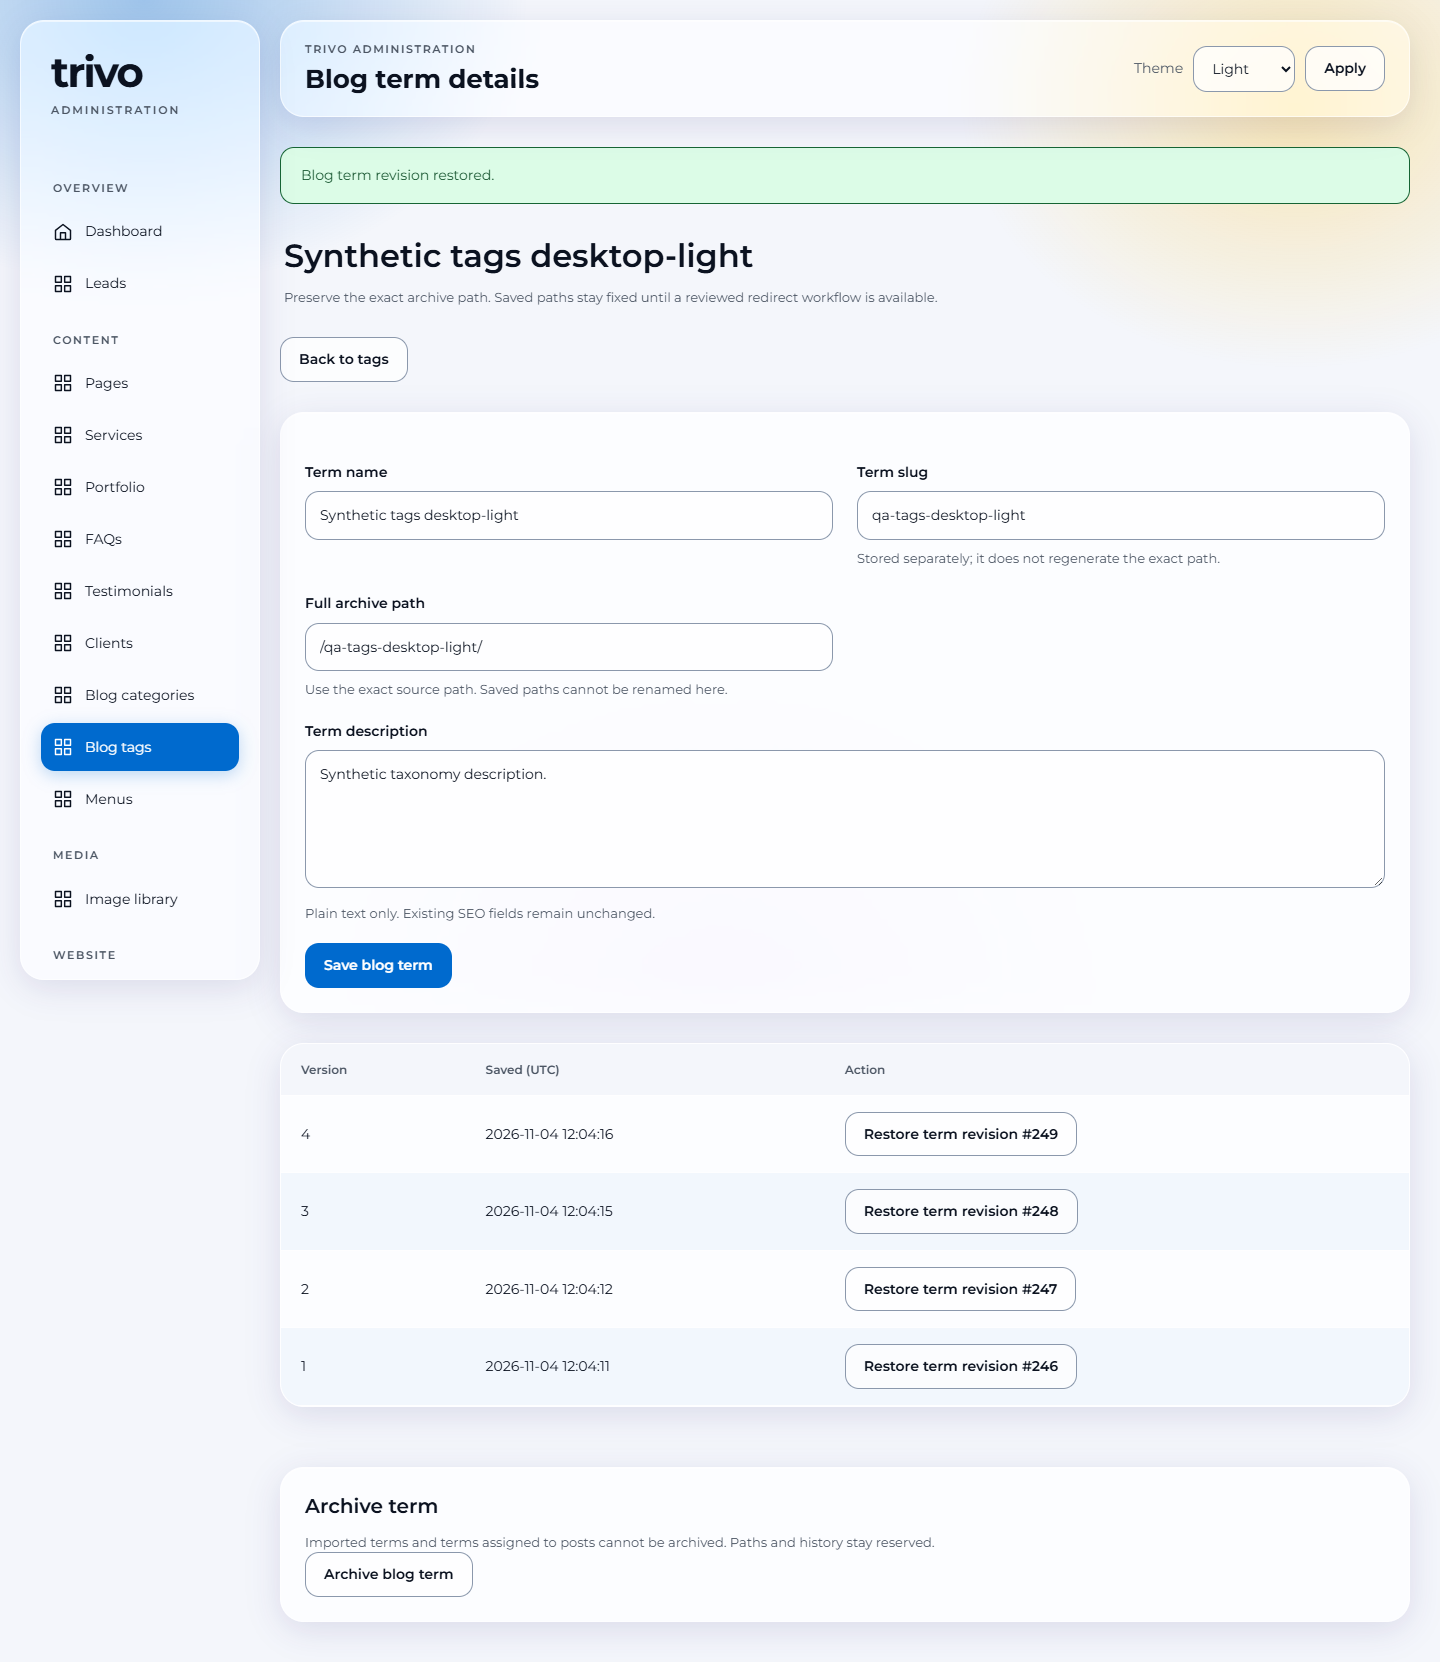 trivo
ADMINISTRATION
OVERVIEW
Dashboard
Leads
CONTENT
Pages
Services
Portfolio
FAQs
Testimonials
Clients
Blog categories
Blog tags
Menus
MEDIA
Image library
WEBSITE
TRIVO ADMINISTRATION
Blog term details
Theme
Light
Apply
Blog term revision restored.
Synthetic tags desktop-light
Preserve the exact archive path. Saved paths stay fixed until a reviewed redirect workflow is available.
Back to tags
Term name
Synthetic tags desktop-light
Term slug
qa-tags-desktop-light
Stored separately; it does not regenerate the exact path.
Full archive path
/qa-tags-desktop-light/
Use the exact source path. Saved paths cannot be renamed here.
Term description
Synthetic taxonomy description.
Plain text only. Existing SEO fields remain unchanged.
Save blog term
Version Saved (UTC) Action
4 2026-11-04 12:04:16 Restore term revision #249
3 2026-11-04 12:04:15 Restore term revision #248
2 2026-11-04 12:04:12 Restore term revision #247
1 2026-11-04 12:04:11 Restore term revision #246
Archive term
Imported terms and terms assigned to posts cannot be archived. Paths and history stay reserved.
Archive blog term